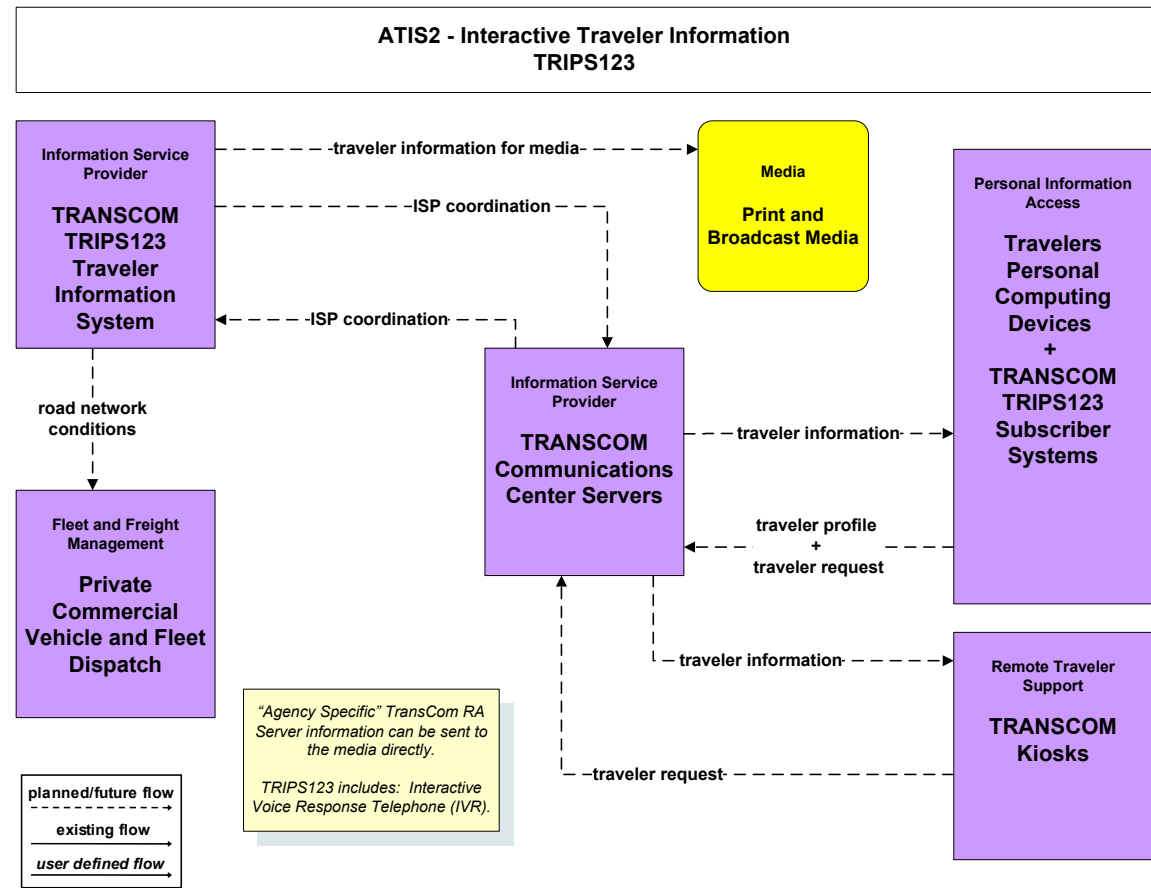 ATIS2 - Interactive Traveler Information
TRIPS123
Information Service
Provider
TRANSCOM
TRIPS123
Traveler
Information
System
traveler information for media
Media
Print and
Broadcast Media
ISP coordination
ISP coordination
Personal Information
Access
Travelers
Personal
Computing
Devices
+
TRANSCOM
TRIPS123
Subscriber
Systems
road network
conditions
Information Service
Provider
TRANSCOM
Communications
Center Servers
traveler information
traveler profile
+
traveler request
Fleet and Freight
Management
Private
Commercial
Vehicle and Fleet
Dispatch
traveler information
Remote Traveler
Support
TRANSCOM
Kiosks
traveler request
“Agency Specific” TransCom RA
Server information can be sent to
the media directly.
TRIPS123 includes:  Interactive
Voice Response Telephone (IVR).
planned/future flow
existing flow
user defined flow